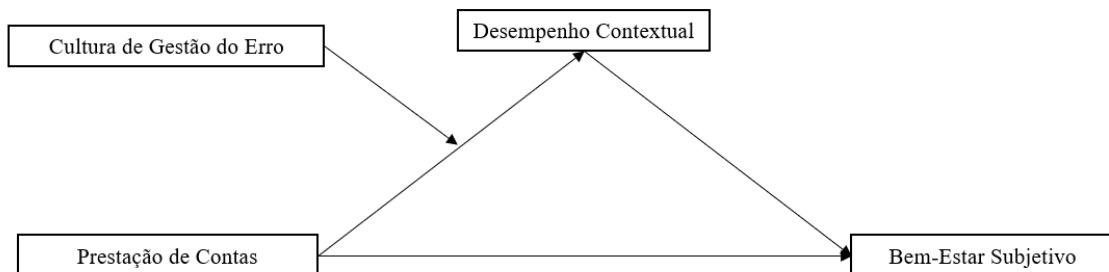 Desempenho Contextual
Cultura de Gestão do Erro
Prestação de Contas
Bem-Estar Subjetivo